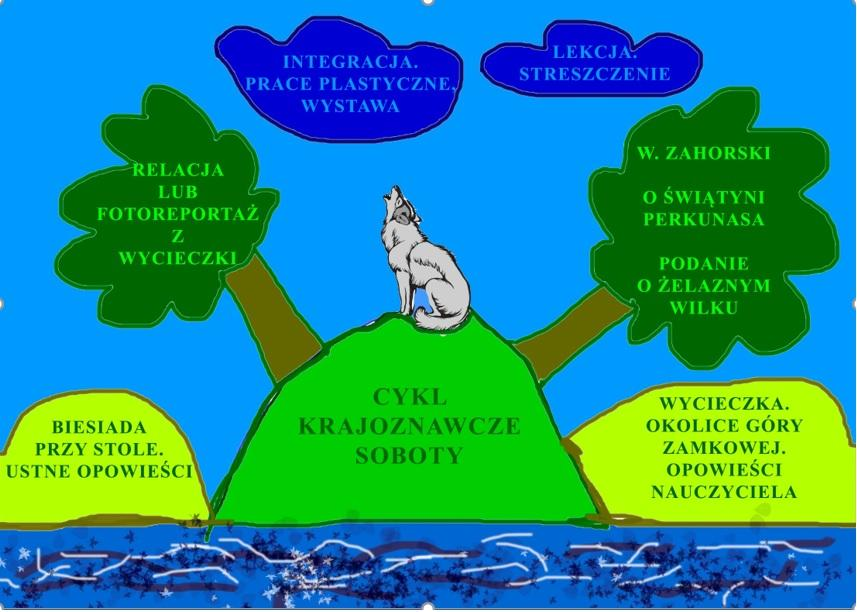 INTEGRACJA.
PRACE PLASTYCZNE.
WYSTAWA
LEKCJA.
STRESZCZENIE
RELACJA
LUB
FOTOREPORTAŻ
Z
WYCIECZKI
W. ZAHORSKI
O ŚWIĄTYNI
PERKUNASA
PODANIE
O ŻELAZNYM
WILKU
CYKL
KRAJOZNAWCZE
SOBOTY
BIESIADA
PRZY STOLE.
USTNE OPOWIEŚCI
WYCIECZKA.
OKOLICE GÓRY
ZAMKOWEJ.
OPOWIEŚCI
NAUCZYCIELA